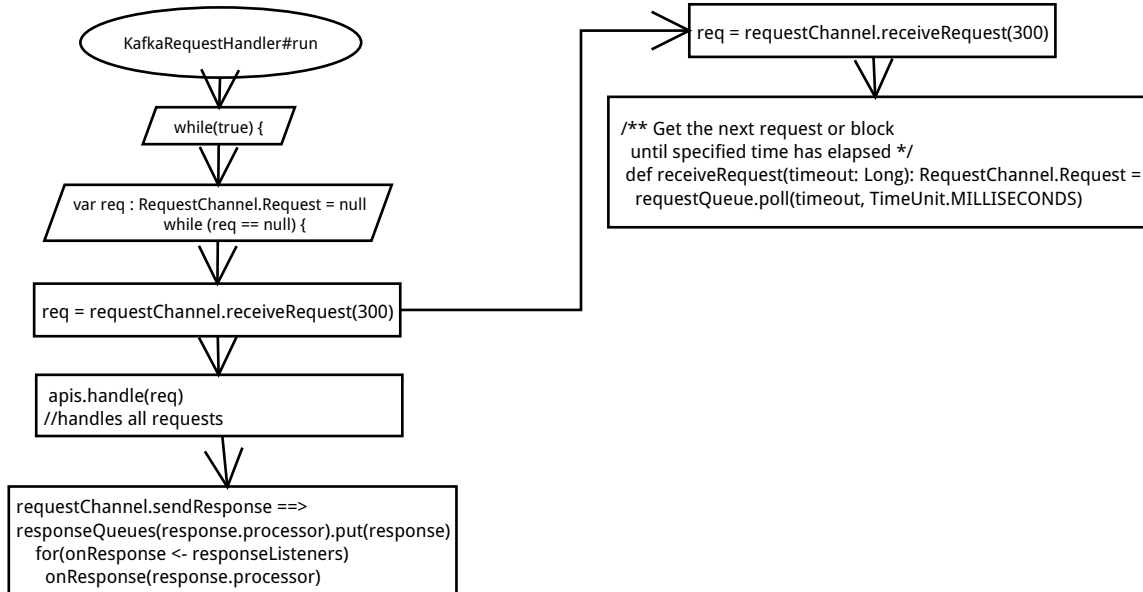 KafkaRequestHandler#run
while(true) {
var req : RequestChannel.Request = null
while (req == null) {
req = requestChannel.receiveRequest(300)
apis.handle(req)
//handles all requests
requestChannel.sendResponse ==>
responseQueues(response.processor).put(response)
for(onResponse <- responseListeners)
onResponse(response.processor)
req = requestChannel.receiveRequest(300)
/** Get the next request or block
until specified time has elapsed */
def receiveRequest(timeout: Long): RequestChannel.Request =
requestQueue.poll(timeout, TimeUnit.MILLISECONDS)